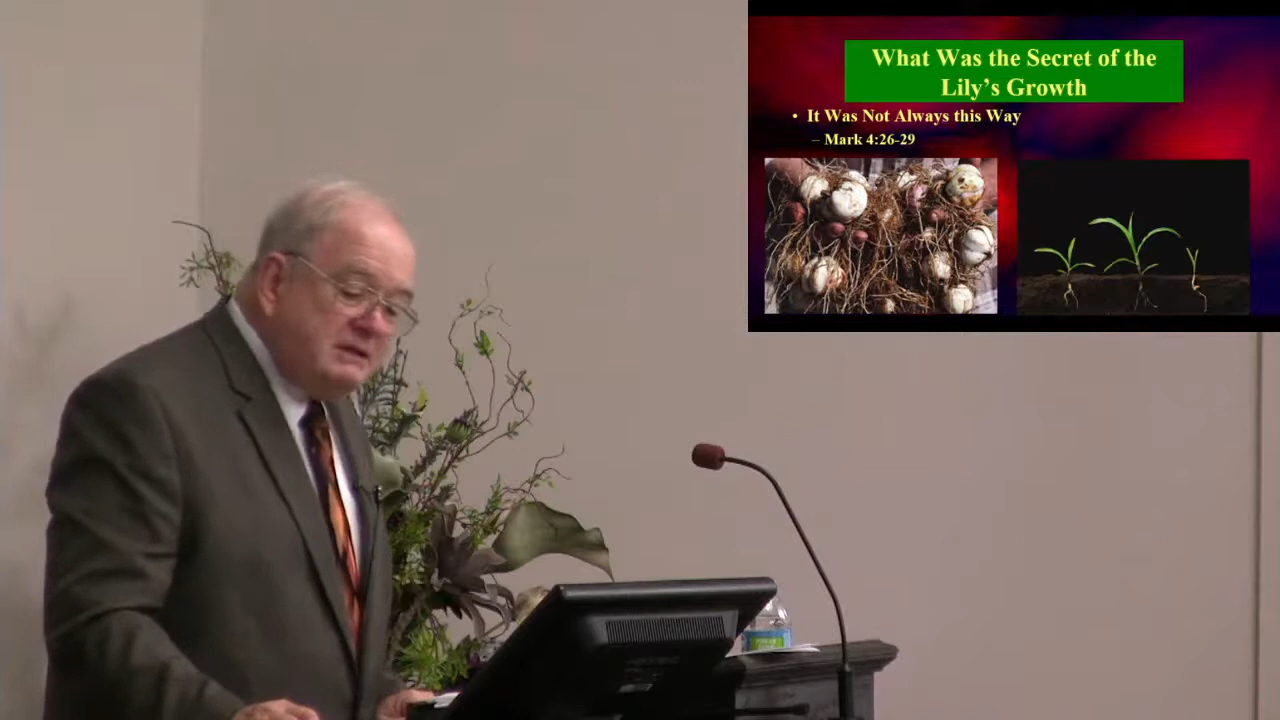 What Was the Secret of the
Lily's Growth
• It Was Not Always this Way
– Mark 4:26-29